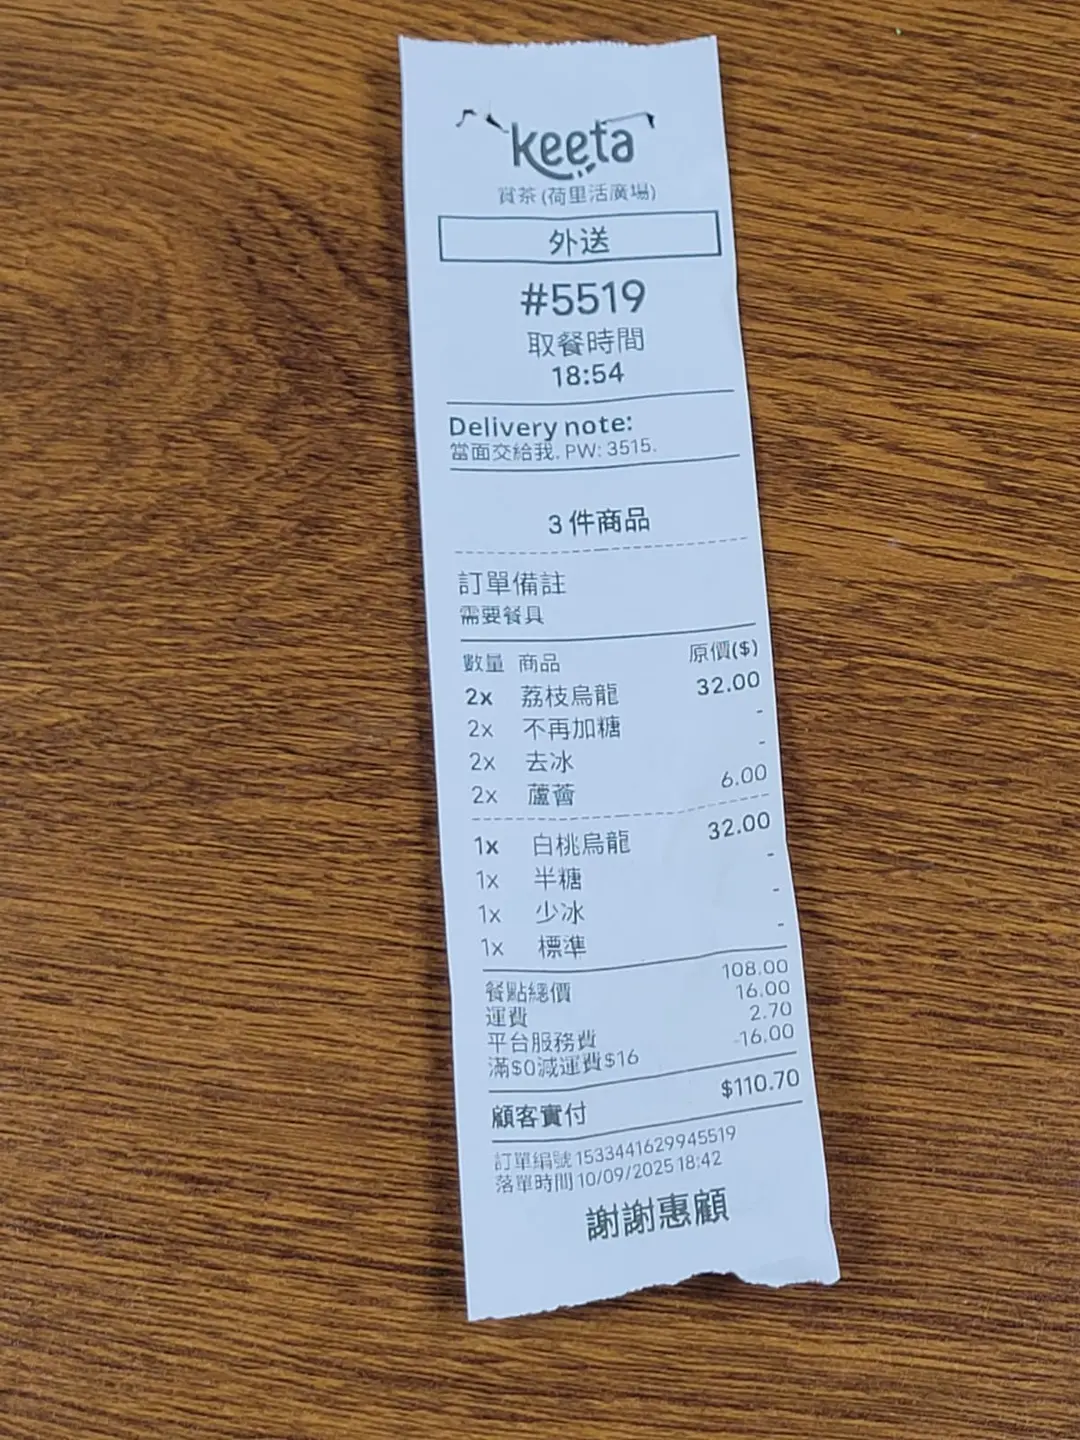 keeta
賞茶 (荷里活廣場)
外送
#5519
取餐時間
18:54
Delivery note:
當面交給我. PW: 3515.
3 件商品
訂單備註
需要餐具
數量 商品 原價($)
2x 荔枝烏龍 32.00
2x 不再加糖 -
2x 去冰 -
2x 蘆薈 6.00
1x 白桃烏龍 32.00
1x 半糖 -
1x 少冰 -
1x 標準 -
餐點總價 108.00
運費 16.00
平台服務費 2.70
滿$0減運費$16 -16.00
顧客實付 $110.70
訂單編號 1533441629945519
落單時間 10/09/2025 18:42
謝謝惠顧